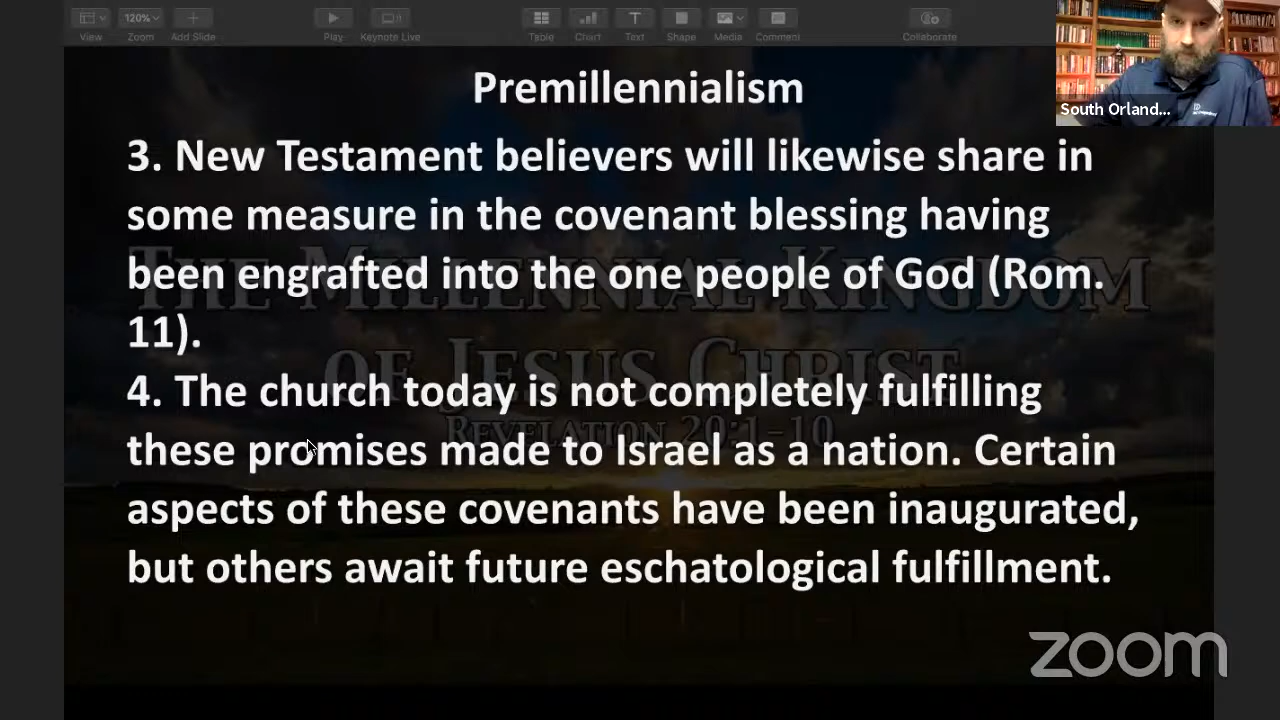 View 120% Zoom Add Slide Play Keynote Live Table Chart Text Shape Media Comment Collaborate
South Orland...
Premillennialism
3. New Testament believers will likewise share in
some measure in the covenant blessing having
been engrafted into the one people of God (Rom.
11).
4. The church today is not completely fulfilling
these promises made to Israel as a nation. Certain
aspects of these covenants have been inaugurated,
but others await future eschatological fulfillment.
The Millennial Kingdom
of Jesus Christ
Revelation 20:1-10
zoom